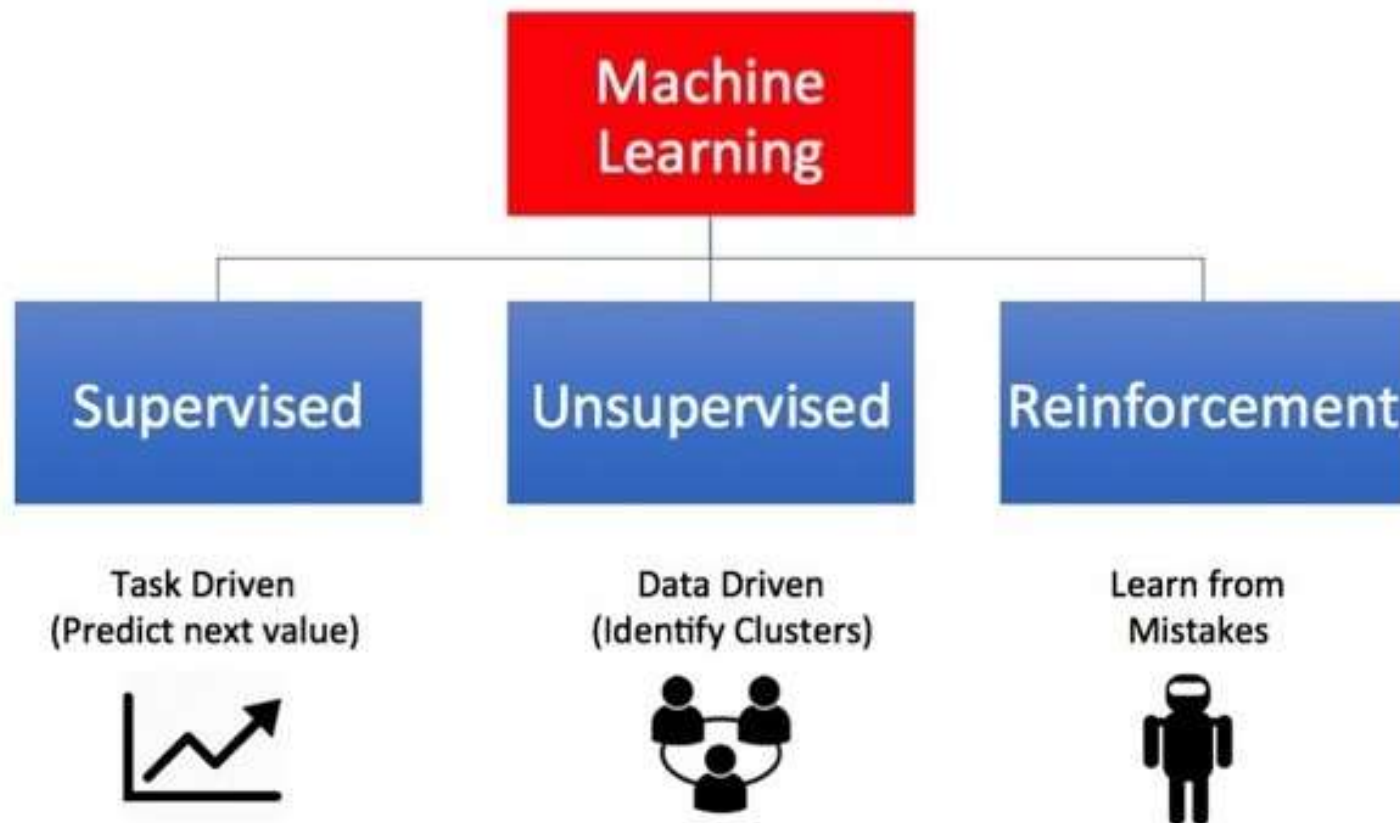 Machine
Learning
Supervised
Unsupervised
Reinforcement
Task Driven
(Predict next value)
Data Driven
(Identify Clusters)
Learn from
Mistakes